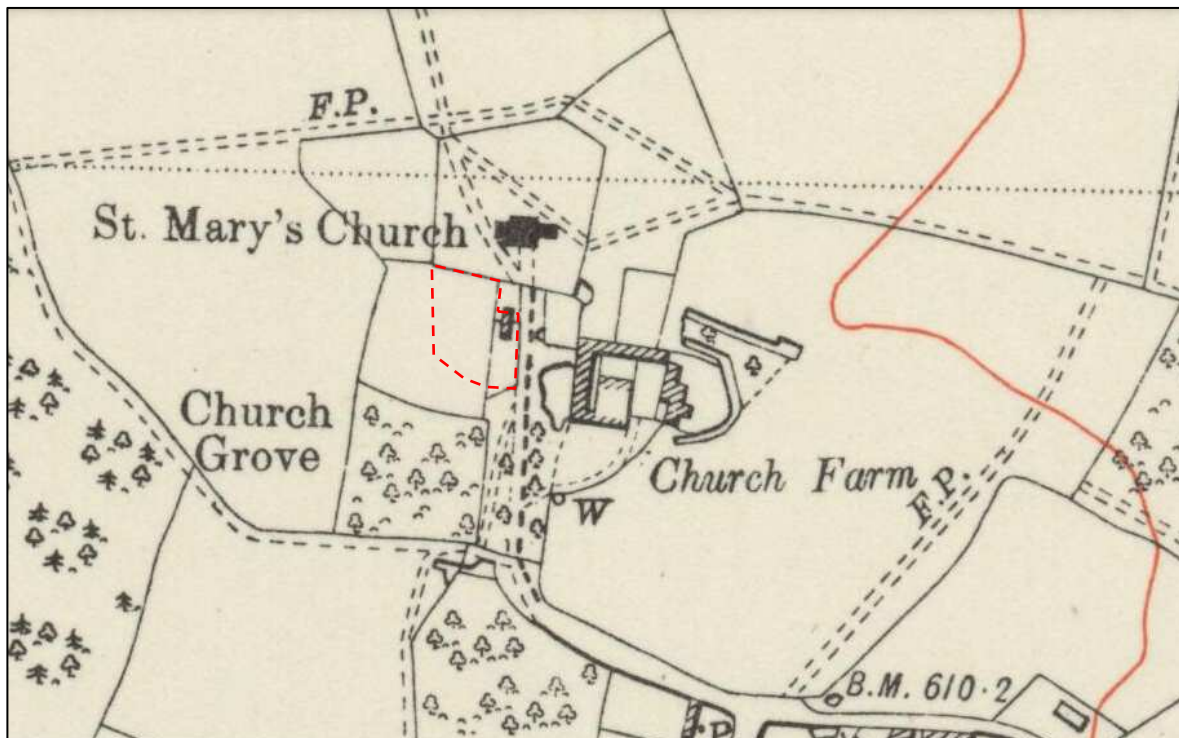 F.P.
St. Mary's Church
Church
Grove
Church Farm
F.P.
W
B.M. 610·2
P